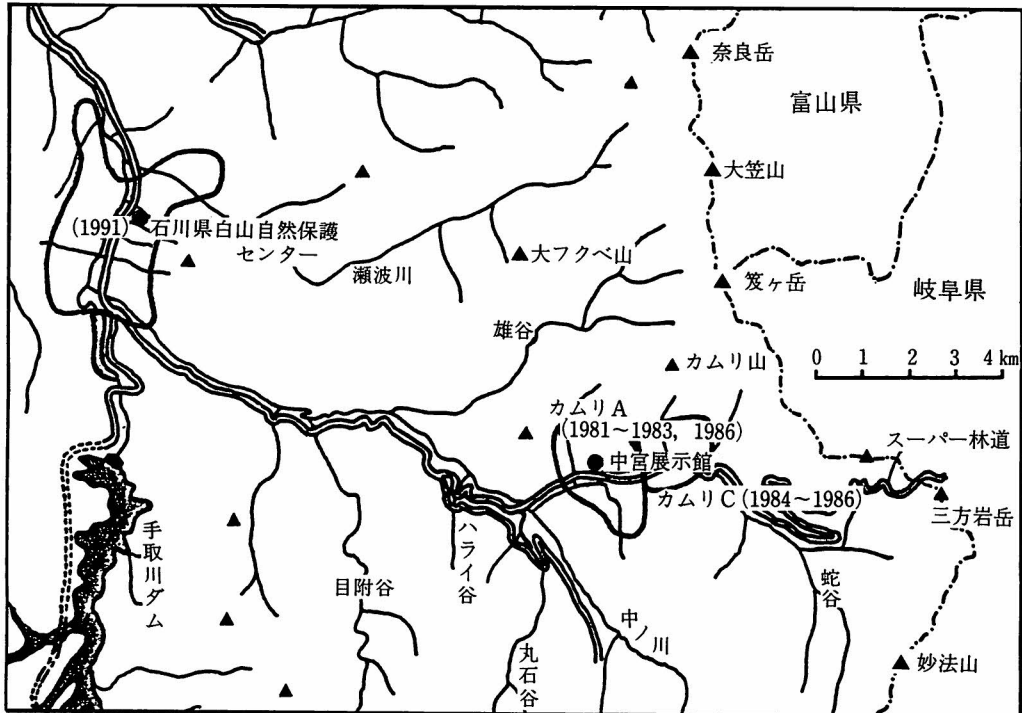 奈良岳
富山県
大笠山
(1991)
石川県白山自然保護
センター
瀬波川
大フクベ山
笈ヶ岳
岐阜県
雄谷
カムリ山
0 1 2 3 4km
カムリA
(1981～1983, 1986)
中宮展示館
スーパー林道
カムリC (1984～1986)
三方岩岳
手取川ダム
目附谷
ハライ谷
丸石谷
中ノ川
蛇谷
妙法山